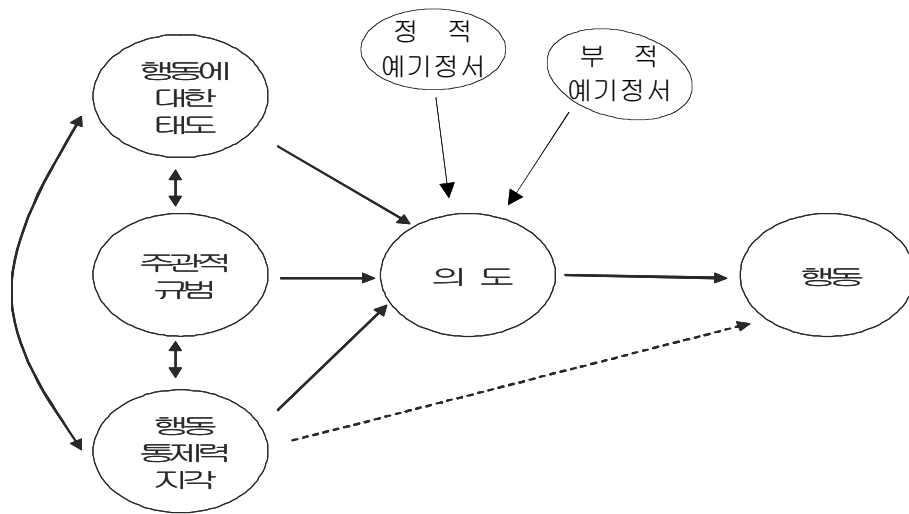 행동에
대한
태도
정 적
예기정서
부 적
예기정서
주관적
규범
의 도
행동
행동
통제력
지각